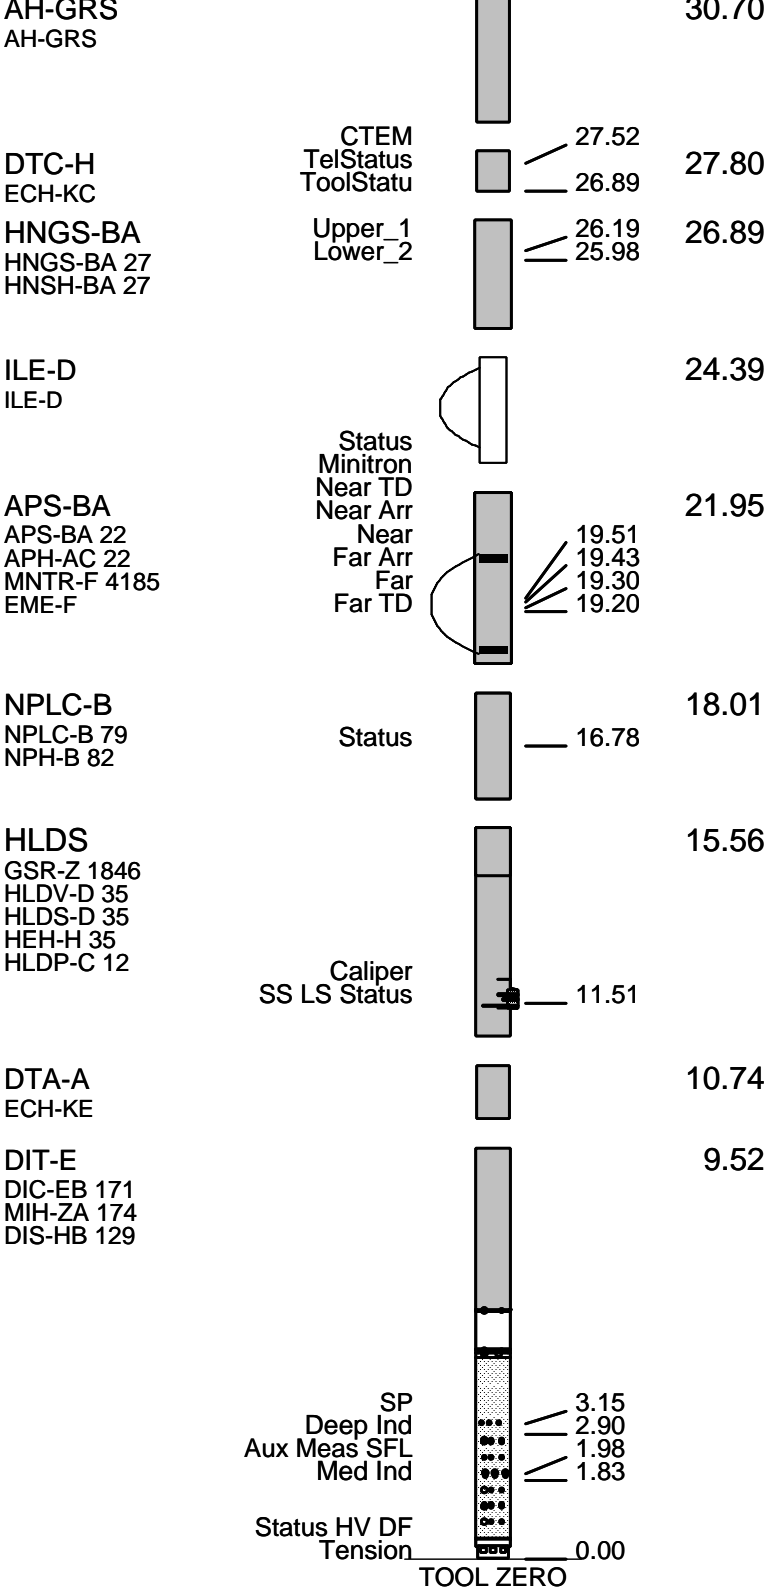 AH-GRS 30.70
AH-GRS
CTEM 27.52
DTC-H TelStatus 27.80
ECH-KC ToolStatu 26.89
HNGS-BA Upper_1 26.19 26.89
HNGS-BA 27 Lower_2 25.98
HNSH-BA 27
ILE-D 24.39
ILE-D
Status
Minitron
Near TD
APS-BA Near Arr 21.95
APS-BA 22 Near 19.51
APH-AC 22 Far Arr 19.43
MNTR-F 4185 Far 19.30
EME-F Far TD 19.20
NPLC-B 18.01
NPLC-B 79 Status 16.78
NPH-B 82
HLDS 15.56
GSR-Z 1846
HLDV-D 35
HLDS-D 35
HEH-H 35
HLDP-C 12 Caliper
SS LS Status 11.51
DTA-A 10.74
ECH-KE
DIT-E 9.52
DIC-EB 171
MIH-ZA 174
DIS-HB 129
SP 3.15
Deep Ind 2.90
Aux Meas SFL 1.98
Med Ind 1.83
Status HV DF
Tension 0.00
TOOL ZERO